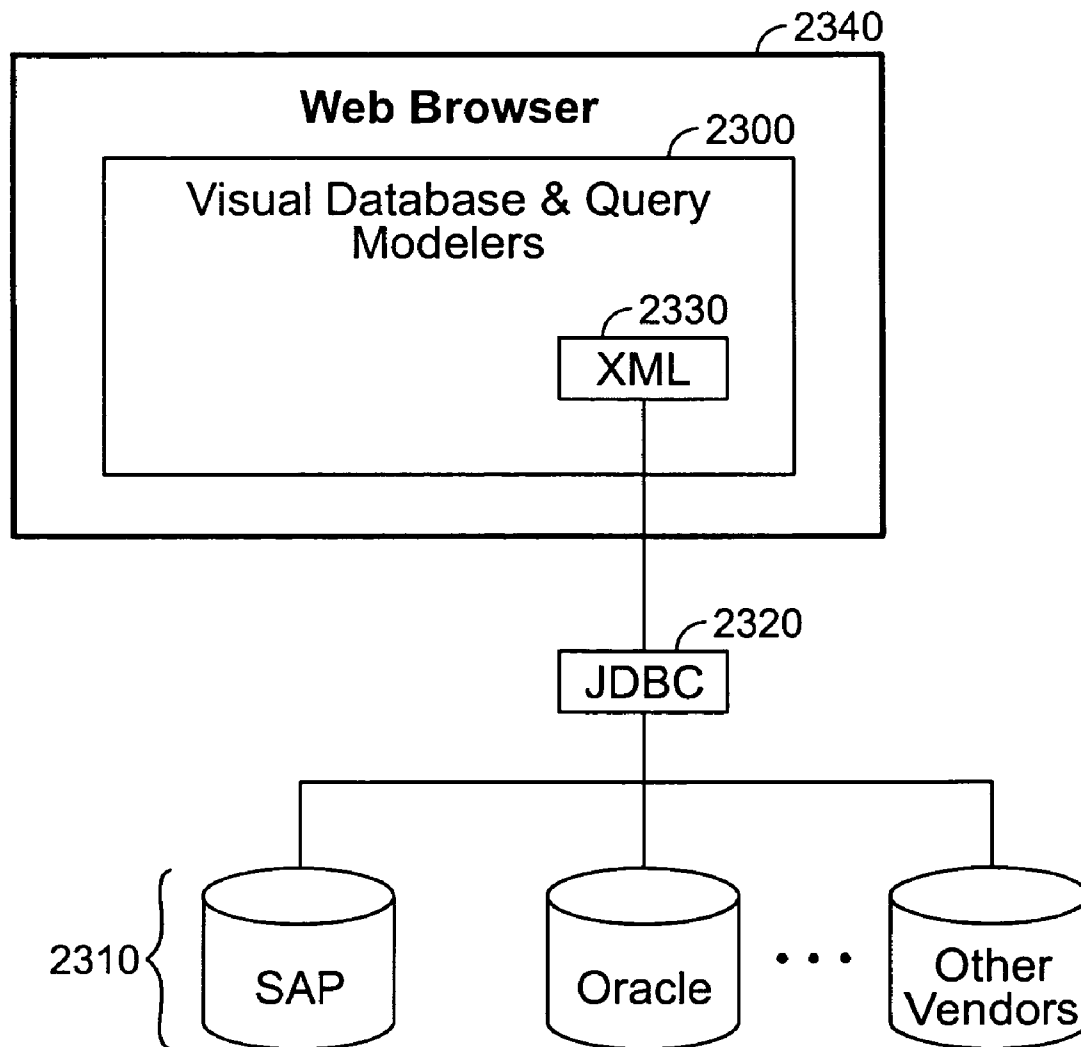 2340
Web Browser
2300
Visual Database & Query
Modelers
2330
XML
2320
JDBC
2310
SAP
Oracle
• • •
Other
Vendors